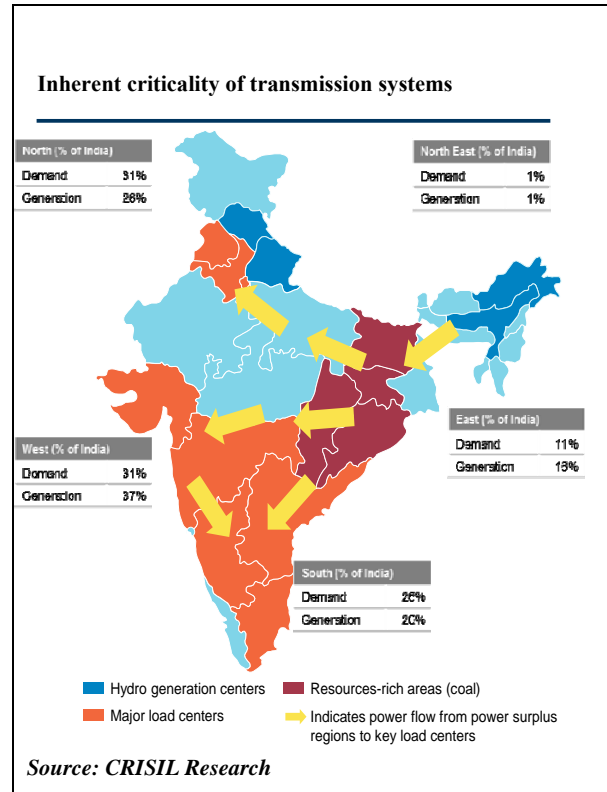 Inherent criticality of transmission systems
North (% of India)
Demand 31%
Generation 26%
North East (% of India)
Demand 1%
Generation 1%
East (% of India)
Demand 11%
Generation 16%
West (% of India)
Demand 31%
Generation 37%
South (% of India)
Demand 26%
Generation 20%
Hydro generation centers
Resources-rich areas (coal)
Major load centers
Indicates power flow from power surplus
regions to key load centers
Source: CRISIL Research